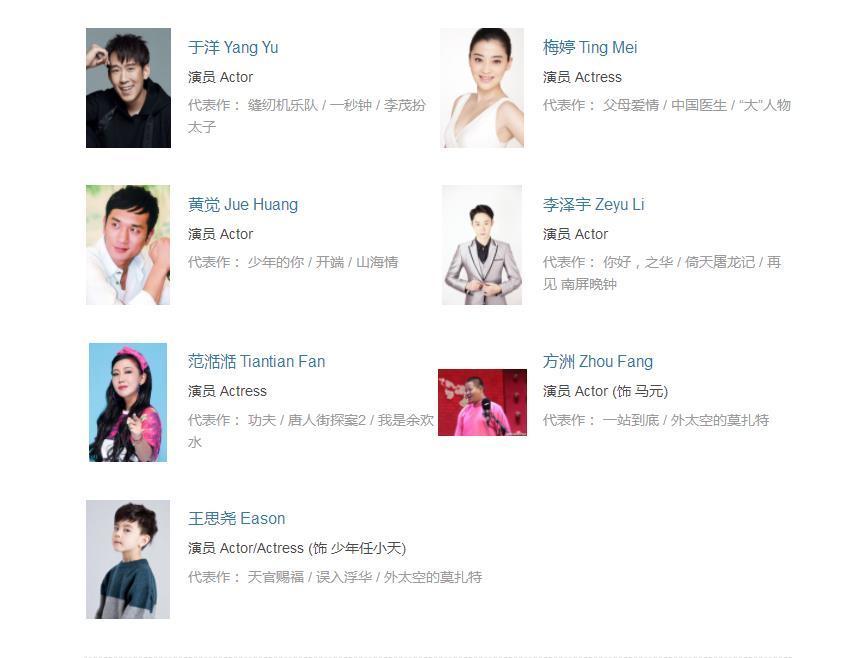 于洋 Yang Yu
演员 Actor
代表作： 缝纫机乐队 / 一秒钟 / 李茂扮
太子
梅婷 Ting Mei
演员 Actress
代表作： 父母爱情 / 中国医生 / “大”人物
黄觉 Jue Huang
演员 Actor
代表作： 少年的你 / 开端 / 山海情
李泽宇 Zeyu Li
演员 Actor
代表作： 你好，之华 / 倚天屠龙记 / 再
见 南屏晚钟
范湉湉 Tiantian Fan
演员 Actress
代表作： 功夫 / 唐人街探案2 / 我是余欢
水
方洲 Zhou Fang
演员 Actor (饰 马元)
代表作： 一站到底 / 外太空的莫扎特
王思尧 Eason
演员 Actor/Actress (饰 少年任小天)
代表作： 天官赐福 / 误入浮华 / 外太空的莫扎特